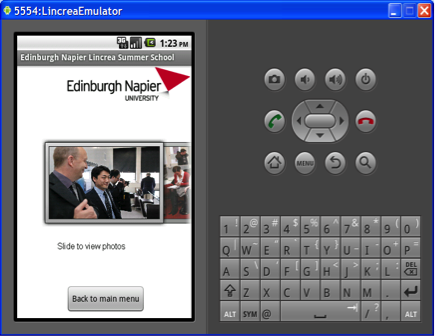 5554:LincreaEmulator
3G
1:23 PM
Edinburgh Napier Lincrea Summer School
Edinburgh Napier
UNIVERSITY
Slide to view photos
Back to main menu
MENU
1 ! 2 @ 3 # 4 $ 5 % 6 ^ 7 & 8 * 9 ( 0 )
Q W ~ E " R ` T { Y } U - I - O + P =
A S \ D ' F [ G ] H < J > K ; L : DEL
Z X C V B N M .
ALT SYM @ / ? , ALT